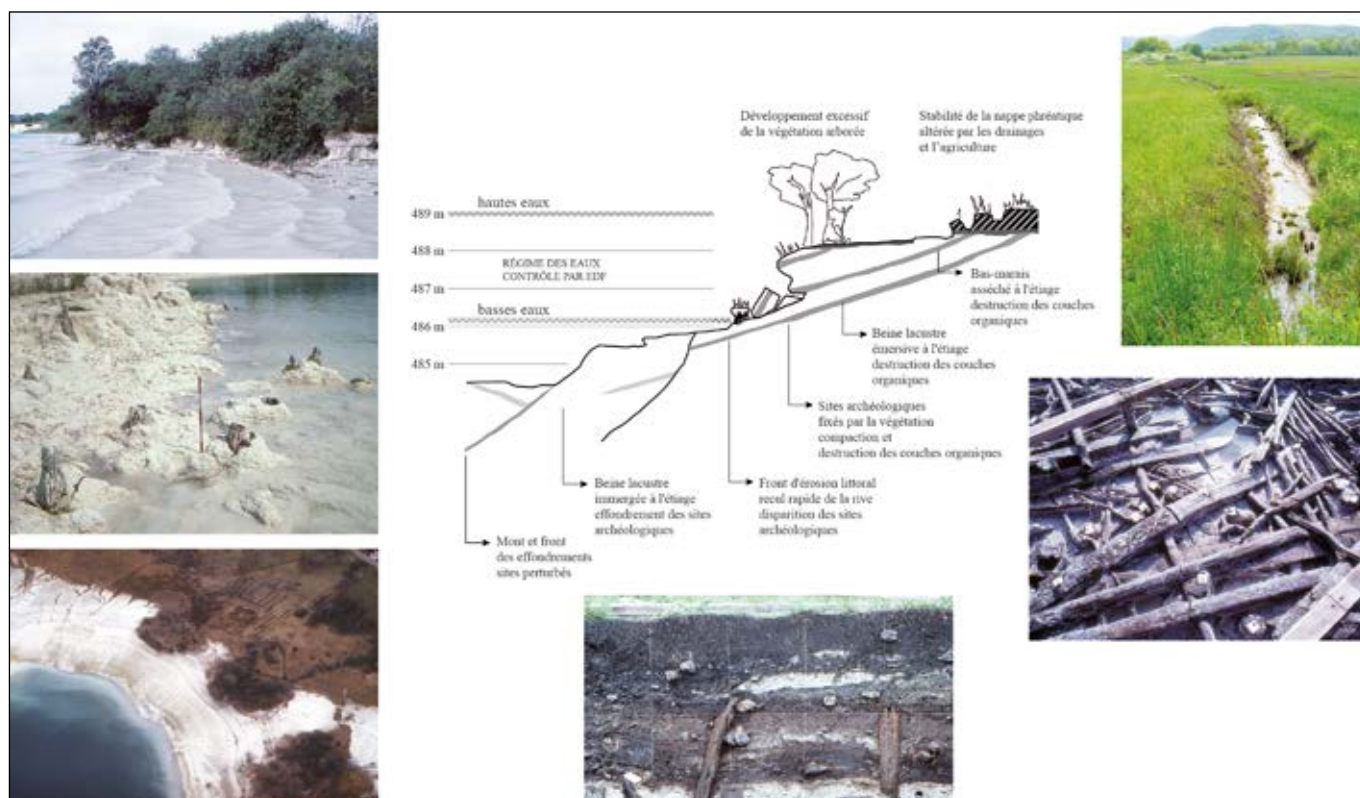 Développement excessif
de la végétation arborée
Stabilité de la nappe phréatique
altérée par les drainages
et l'agriculture
hautes eaux
489 m
488 m
RÉGIME DES EAUX
CONTRÔLÉ PAR EDF
487 m
basses eaux
486 m
485 m
Bas-marais
asséché à l'étiage
destruction des couches
organiques
Beine lacustre
émersive à l'étiage
destruction des couches
organiques
Sites archéologiques
fixés par la végétation
compaction et
destruction des couches organiques
Front d'érosion littoral
recul rapide de la rive
disparition des sites
archéologiques
Beine lacustre
immergée à l'étiage
effondrement des sites
archéologiques
Mont et front
des effondrements
sites perturbés